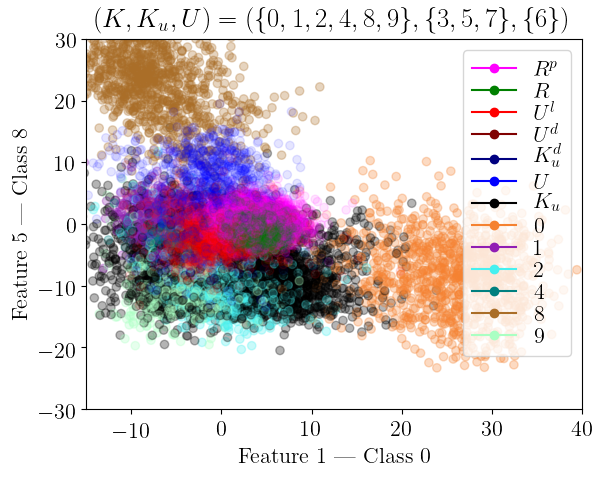 (K, K_u, U) = ({0, 1, 2, 4, 8, 9}, {3, 5, 7}, {6})
30
20
10
0
−10
−20
−30
Feature 5 — Class 8
R^p
R
U^l
U^d
K_u^d
U
K_u
0
1
2
4
8
9
−10
0
10
20
30
40
Feature 1 — Class 0